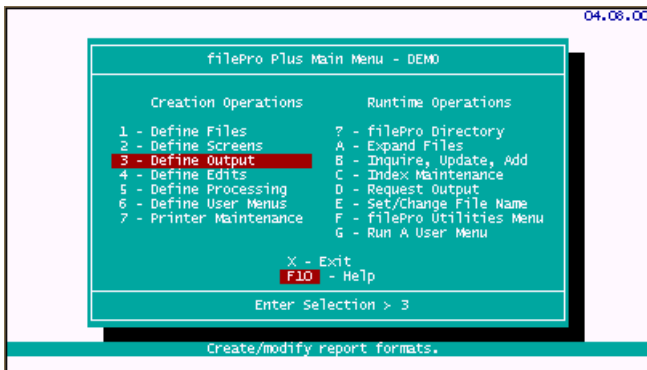 04.08.00
filePro Plus Main Menu - DEMO
Creation Operations
1 - Define Files
2 - Define Screens
3 - Define Output
4 - Define Edits
5 - Define Processing
6 - Define User Menus
7 - Printer Maintenance
Runtime Operations
? - filePro Directory
A - Expand Files
B - Inquire, Update, Add
C - Index Maintenance
D - Request Output
E - Set/Change File Name
F - filePro Utilities Menu
G - Run A User Menu
X - Exit
F10 - Help
Enter Selection > 3
Create/modify report formats.